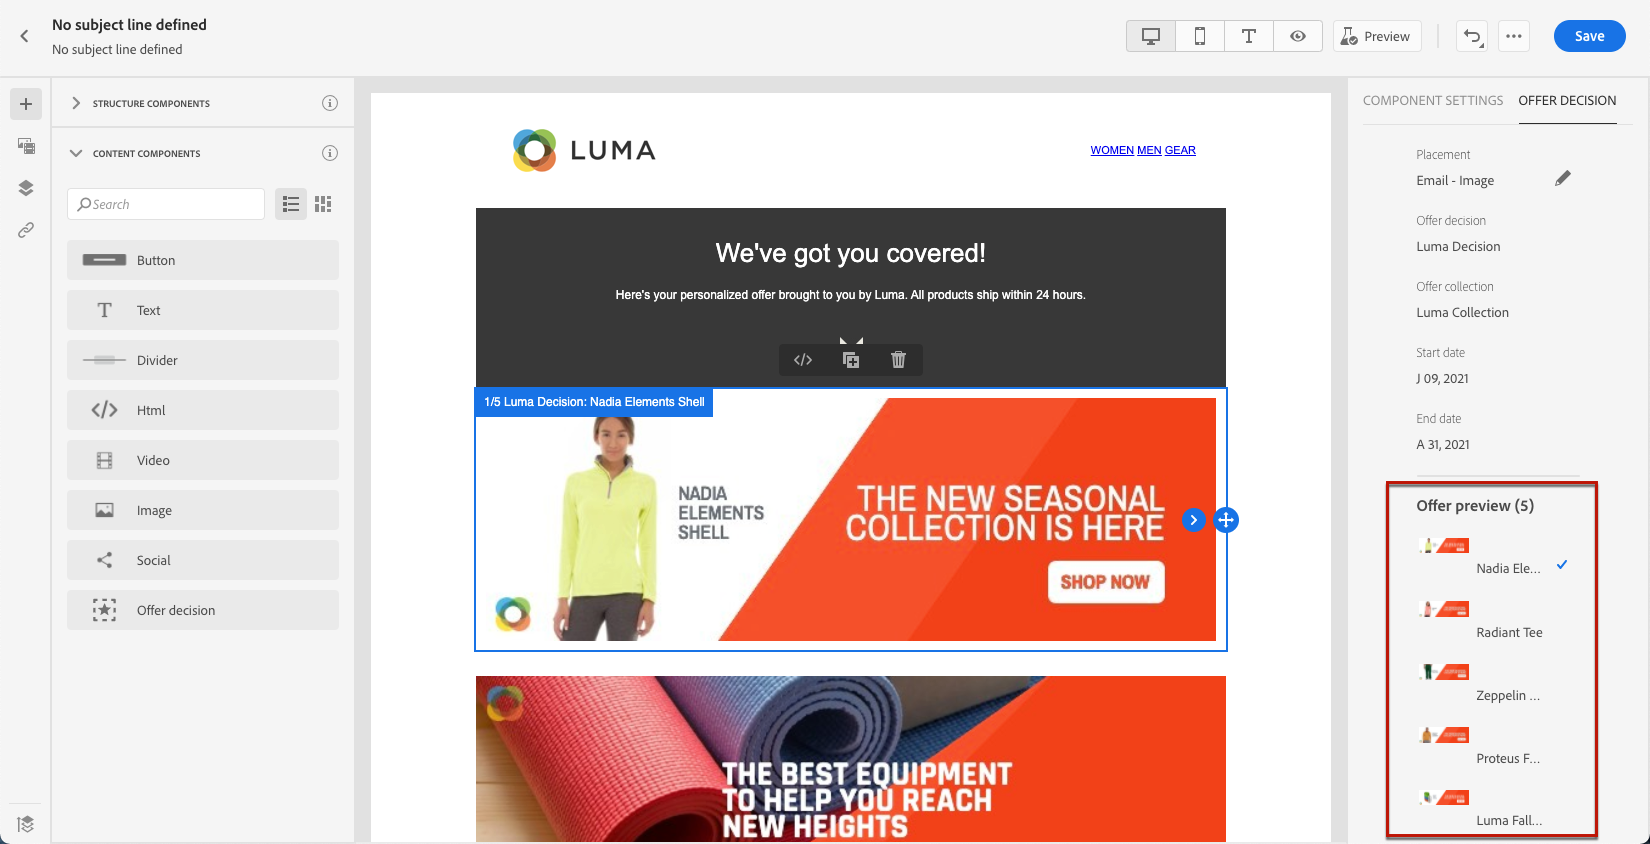 No subject line defined
No subject line defined
Preview
Save
STRUCTURE COMPONENTS
CONTENT COMPONENTS
Search
Button
Text
Divider
Html
Video
Image
Social
Offer decision
LUMA
WOMEN MEN GEAR
We've got you covered!
Here's your personalized offer brought to you by Luma. All products ship within 24 hours.
1/5 Luma Decision: Nadia Elements Shell
NADIA
ELEMENTS
SHELL
THE NEW SEASONAL
COLLECTION IS HERE
SHOP NOW
THE BEST EQUIPMENT
TO HELP YOU REACH
NEW HEIGHTS
COMPONENT SETTINGS
OFFER DECISION
Placement
Email - Image
Offer decision
Luma Decision
Offer collection
Luma Collection
Start date
J 09, 2021
End date
A 31, 2021
Offer preview (5)
Nadia Ele...
Radiant Tee
Zeppelin ...
Proteus F...
Luma Fall...